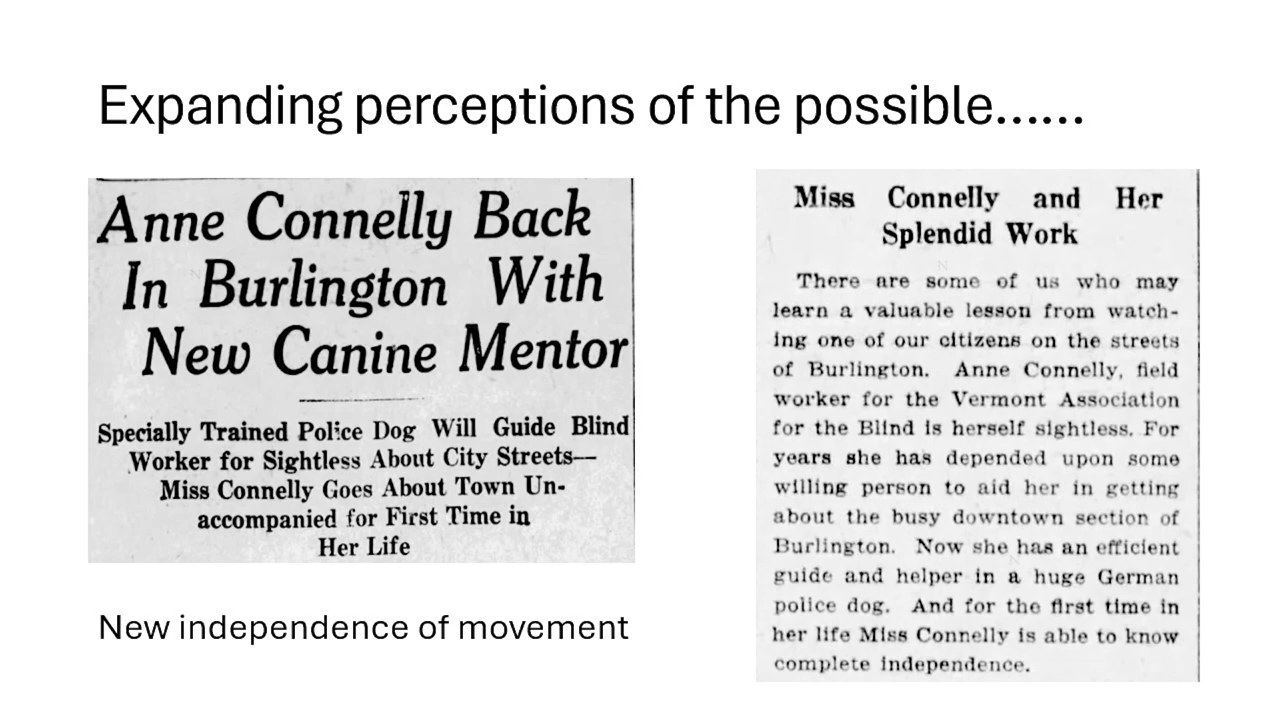 Expanding perceptions of the possible......
Anne Connelly Back
In Burlington With
New Canine Mentor
Specially Trained Police Dog Will Guide Blind
Worker for Sightless About City Streets—
Miss Connelly Goes About Town Un-
accompanied for First Time in
Her Life
New independence of movement
Miss Connelly and Her
Splendid Work
There are some of us who may
learn a valuable lesson from watch-
ing one of our citizens on the streets
of Burlington. Anne Connelly, field
worker for the Vermont Association
for the Blind is herself sightless. For
years she has depended upon some
willing person to aid her in getting
about the busy downtown section of
Burlington. Now she has an efficient
guide and helper in a huge German
police dog. And for the first time in
her life Miss Connelly is able to know
complete independence.